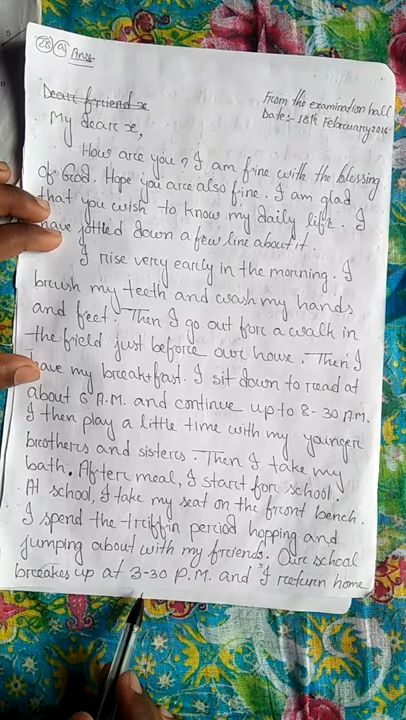 28 a) Ans
From the examination hall
Date:- 18th February 2016
Dear friend x
My dear x,
How are you? I am fine with the blessing
of God. Hope you are also fine. I am glad
that you wish to know my daily life. I
have jotted down a few line about it.
I rise very early in the morning. I
brush my teeth and wash my hands
and feet. Then I go out for a walk in
the field just before our howe. Then I
have my breakfast. I sit down to read at
about 6 A.M. and continue up to 8-30 A.M.
I then play a little time with my younger
brothers and sisters. Then I take my
bath. After meal, I start for school.
At school, I take my seat on the front bench.
I spend the triffin period hopping and
jumping about with my friends. Our school
breakes up at 3-30 P.M. and I return home